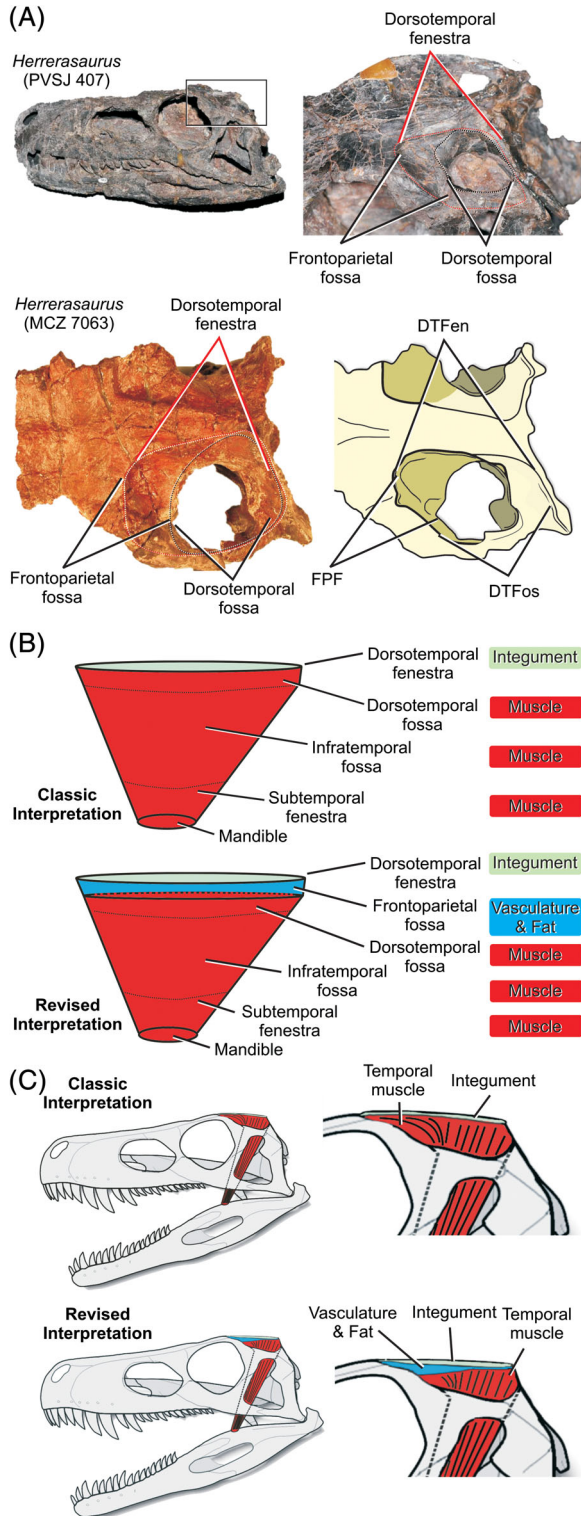 (A)
Herrerasaurus
(PVSJ 407)
Dorsotemporal
fenestra
Frontoparietal
fossa
Dorsotemporal
fossa
Herrerasaurus
(MCZ 7063)
Dorsotemporal
fenestra
Frontoparietal
fossa
Dorsotemporal
fossa
DTFen
FPF
DTFos
(B)
Dorsotemporal
fenestra
Integument
Dorsotemporal
fossa
Muscle
Infratemporal
fossa
Muscle
Classic
Interpretation
Subtemporal
fenestra
Muscle
Mandible
Dorsotemporal
fenestra
Integument
Frontoparietal
fossa
Vasculature
& Fat
Dorsotemporal
fossa
Muscle
Infratemporal
fossa
Muscle
Revised
Interpretation
Subtemporal
fenestra
Muscle
Mandible
(C)
Classic
Interpretation
Temporal
muscle
Integument
Revised
Interpretation
Vasculature
& Fat
Integument
Temporal
muscle